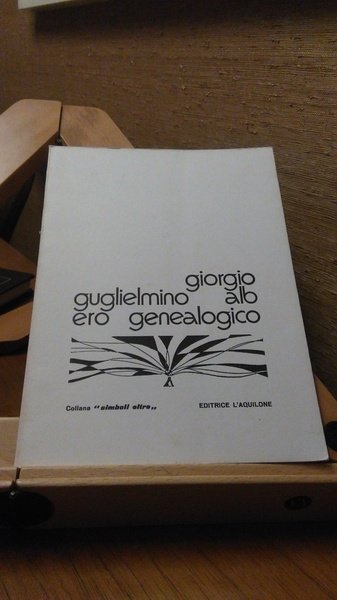 giorgio
guglielmino alb
ero genealogico
Collana "simboli oltre„ EDITRICE L'AQUILONE